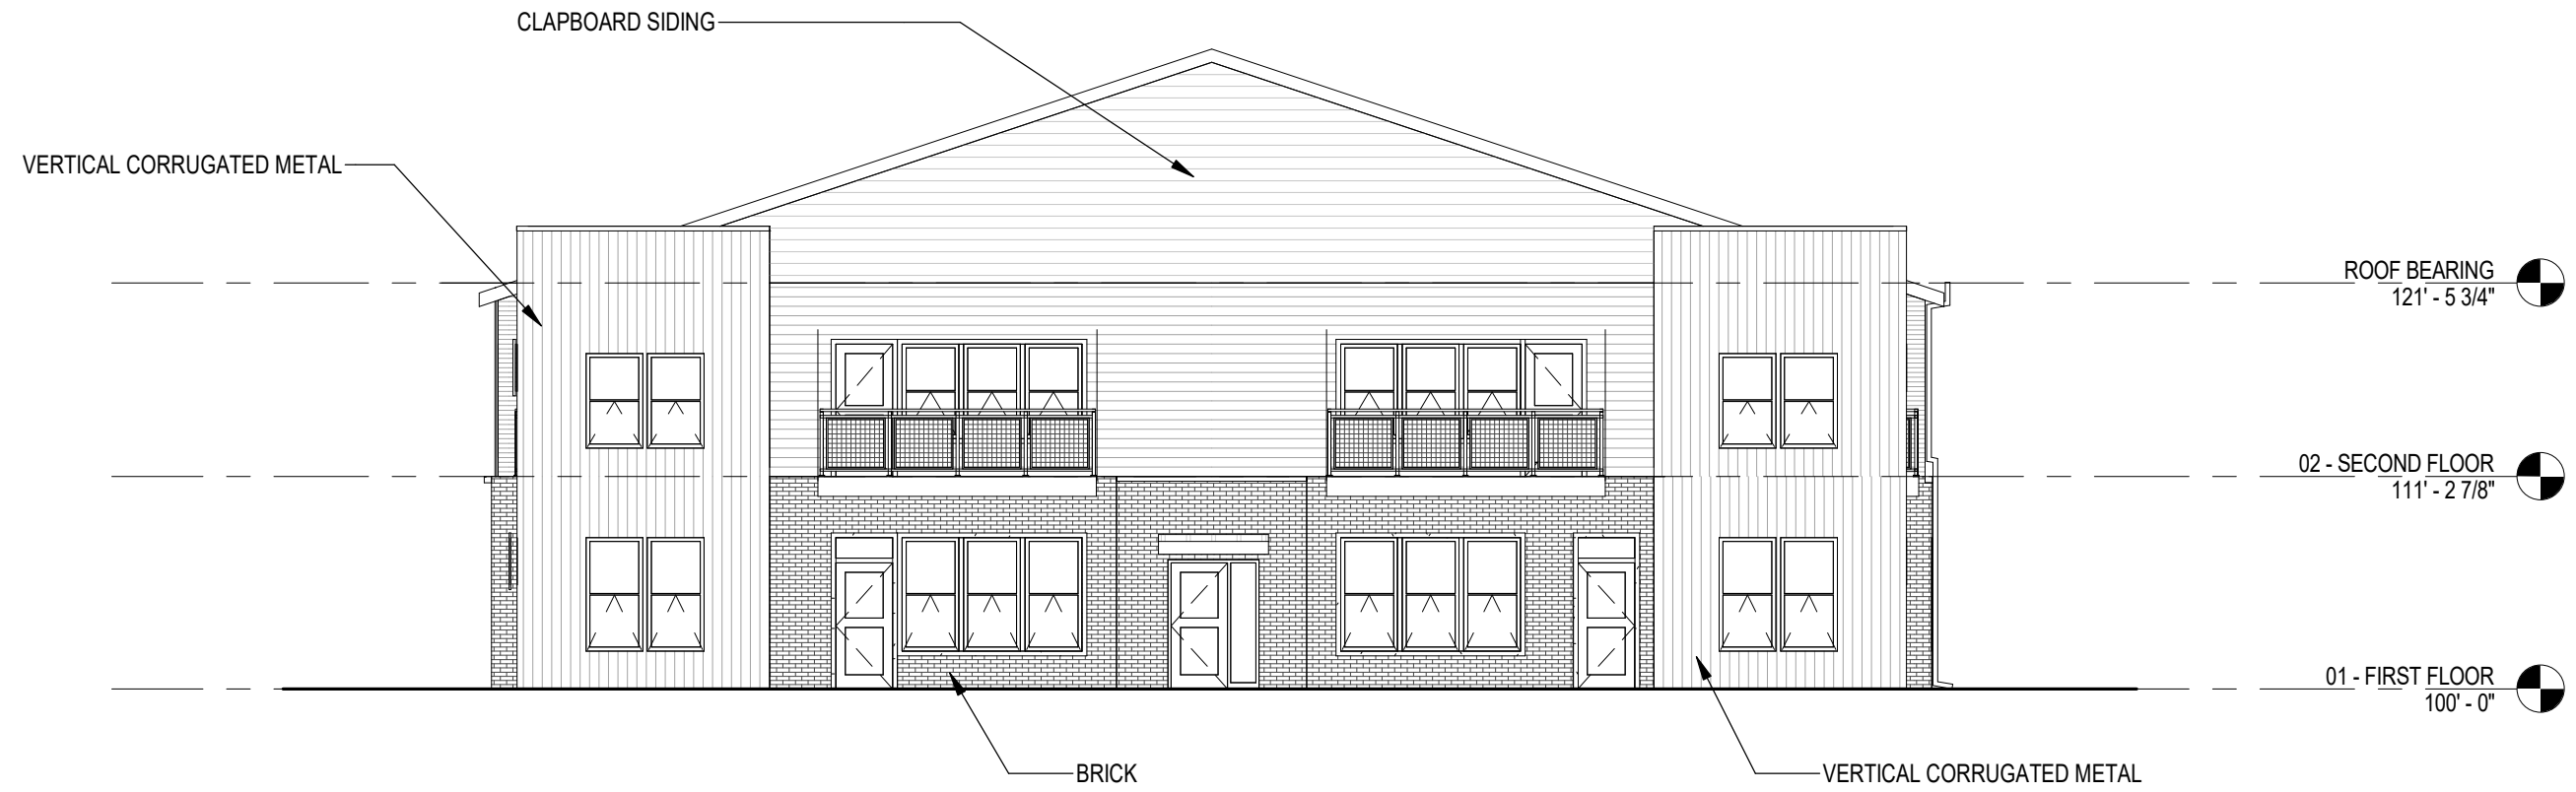 CLAPBOARD SIDING
VERTICAL CORRUGATED METAL
ROOF BEARING
121' - 5 3/4"
02 - SECOND FLOOR
111' - 2 7/8"
01 - FIRST FLOOR
100' - 0"
BRICK
VERTICAL CORRUGATED METAL